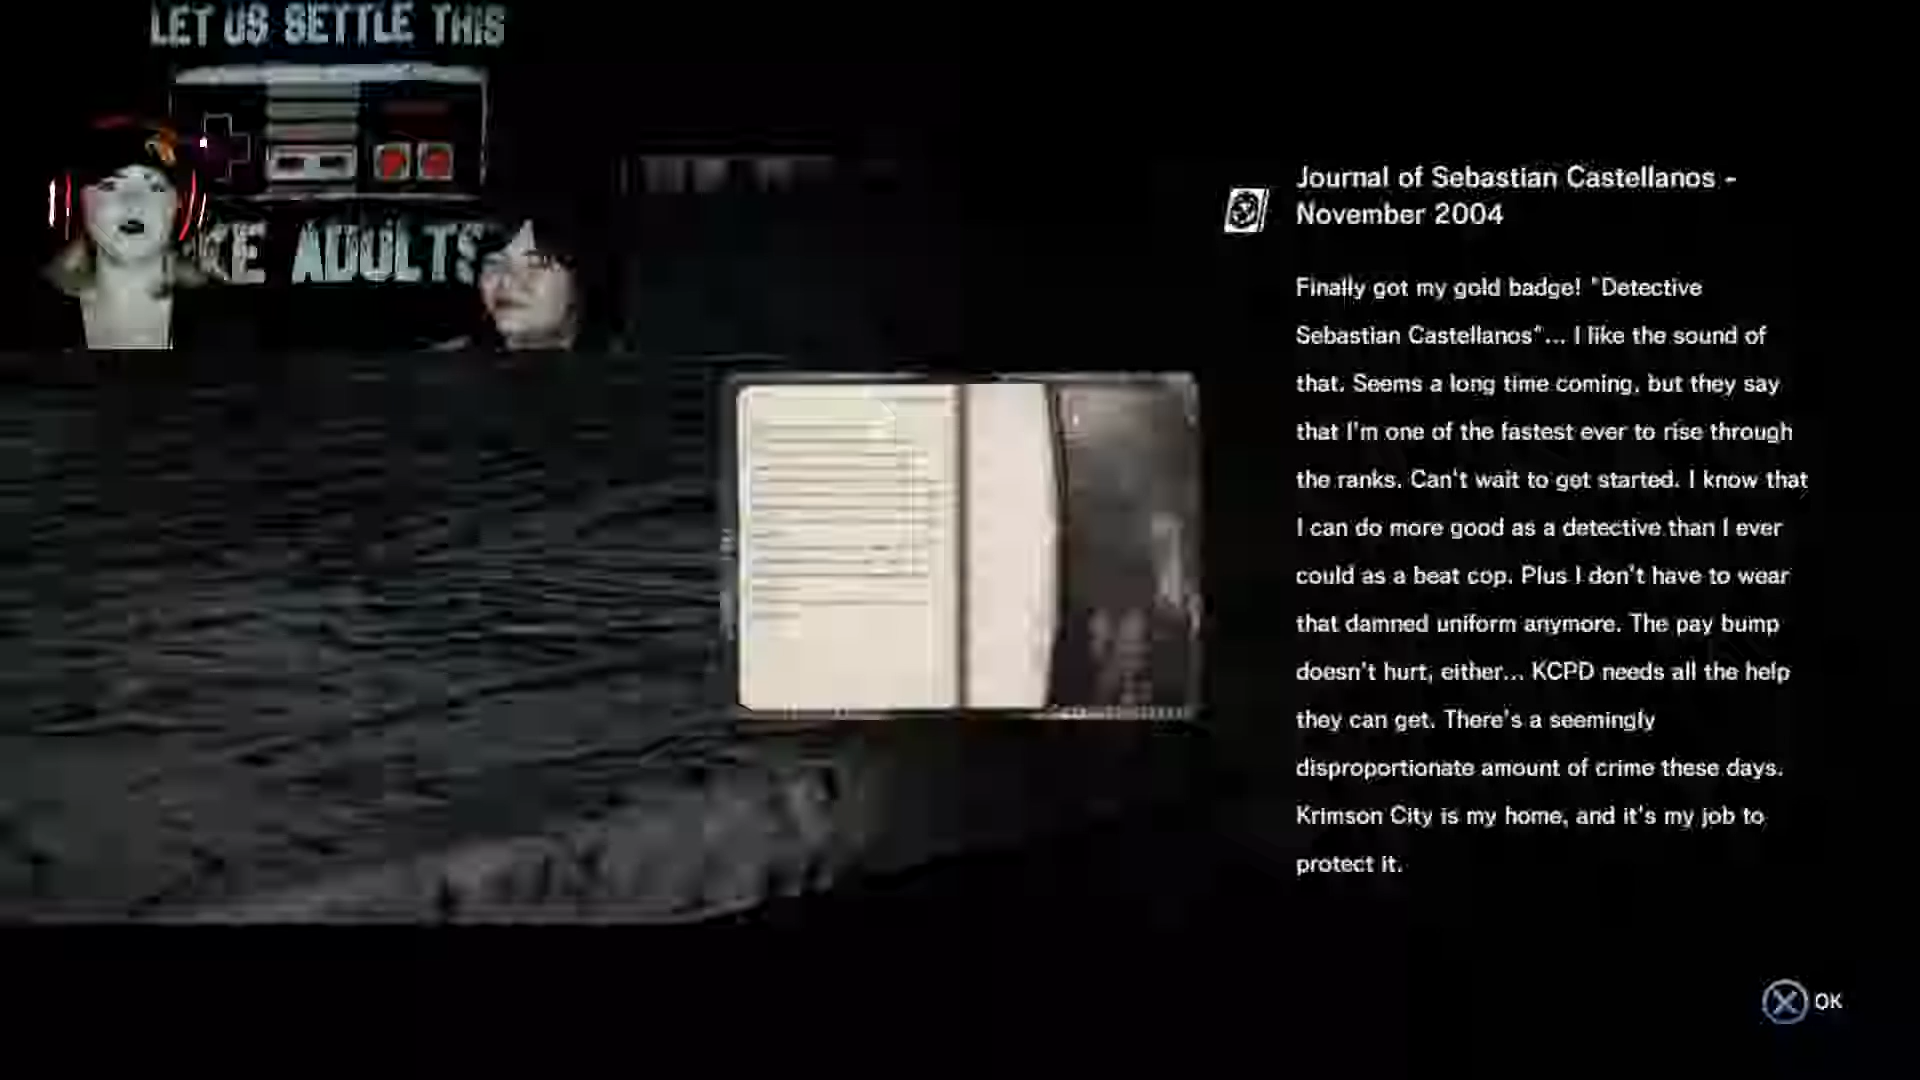 LET US SETTLE THIS
KE ADULTS
Journal of Sebastian Castellanos -
November 2004
Finally got my gold badge! "Detective
Sebastian Castellanos"... I like the sound of
that. Seems a long time coming, but they say
that I'm one of the fastest ever to rise through
the ranks. Can't wait to get started. I know that
I can do more good as a detective than I ever
could as a beat cop. Plus I don't have to wear
that damned uniform anymore. The pay bump
doesn't hurt, either... KCPD needs all the help
they can get. There's a seemingly
disproportionate amount of crime these days.
Krimson City is my home, and it's my job to
protect it.
OK